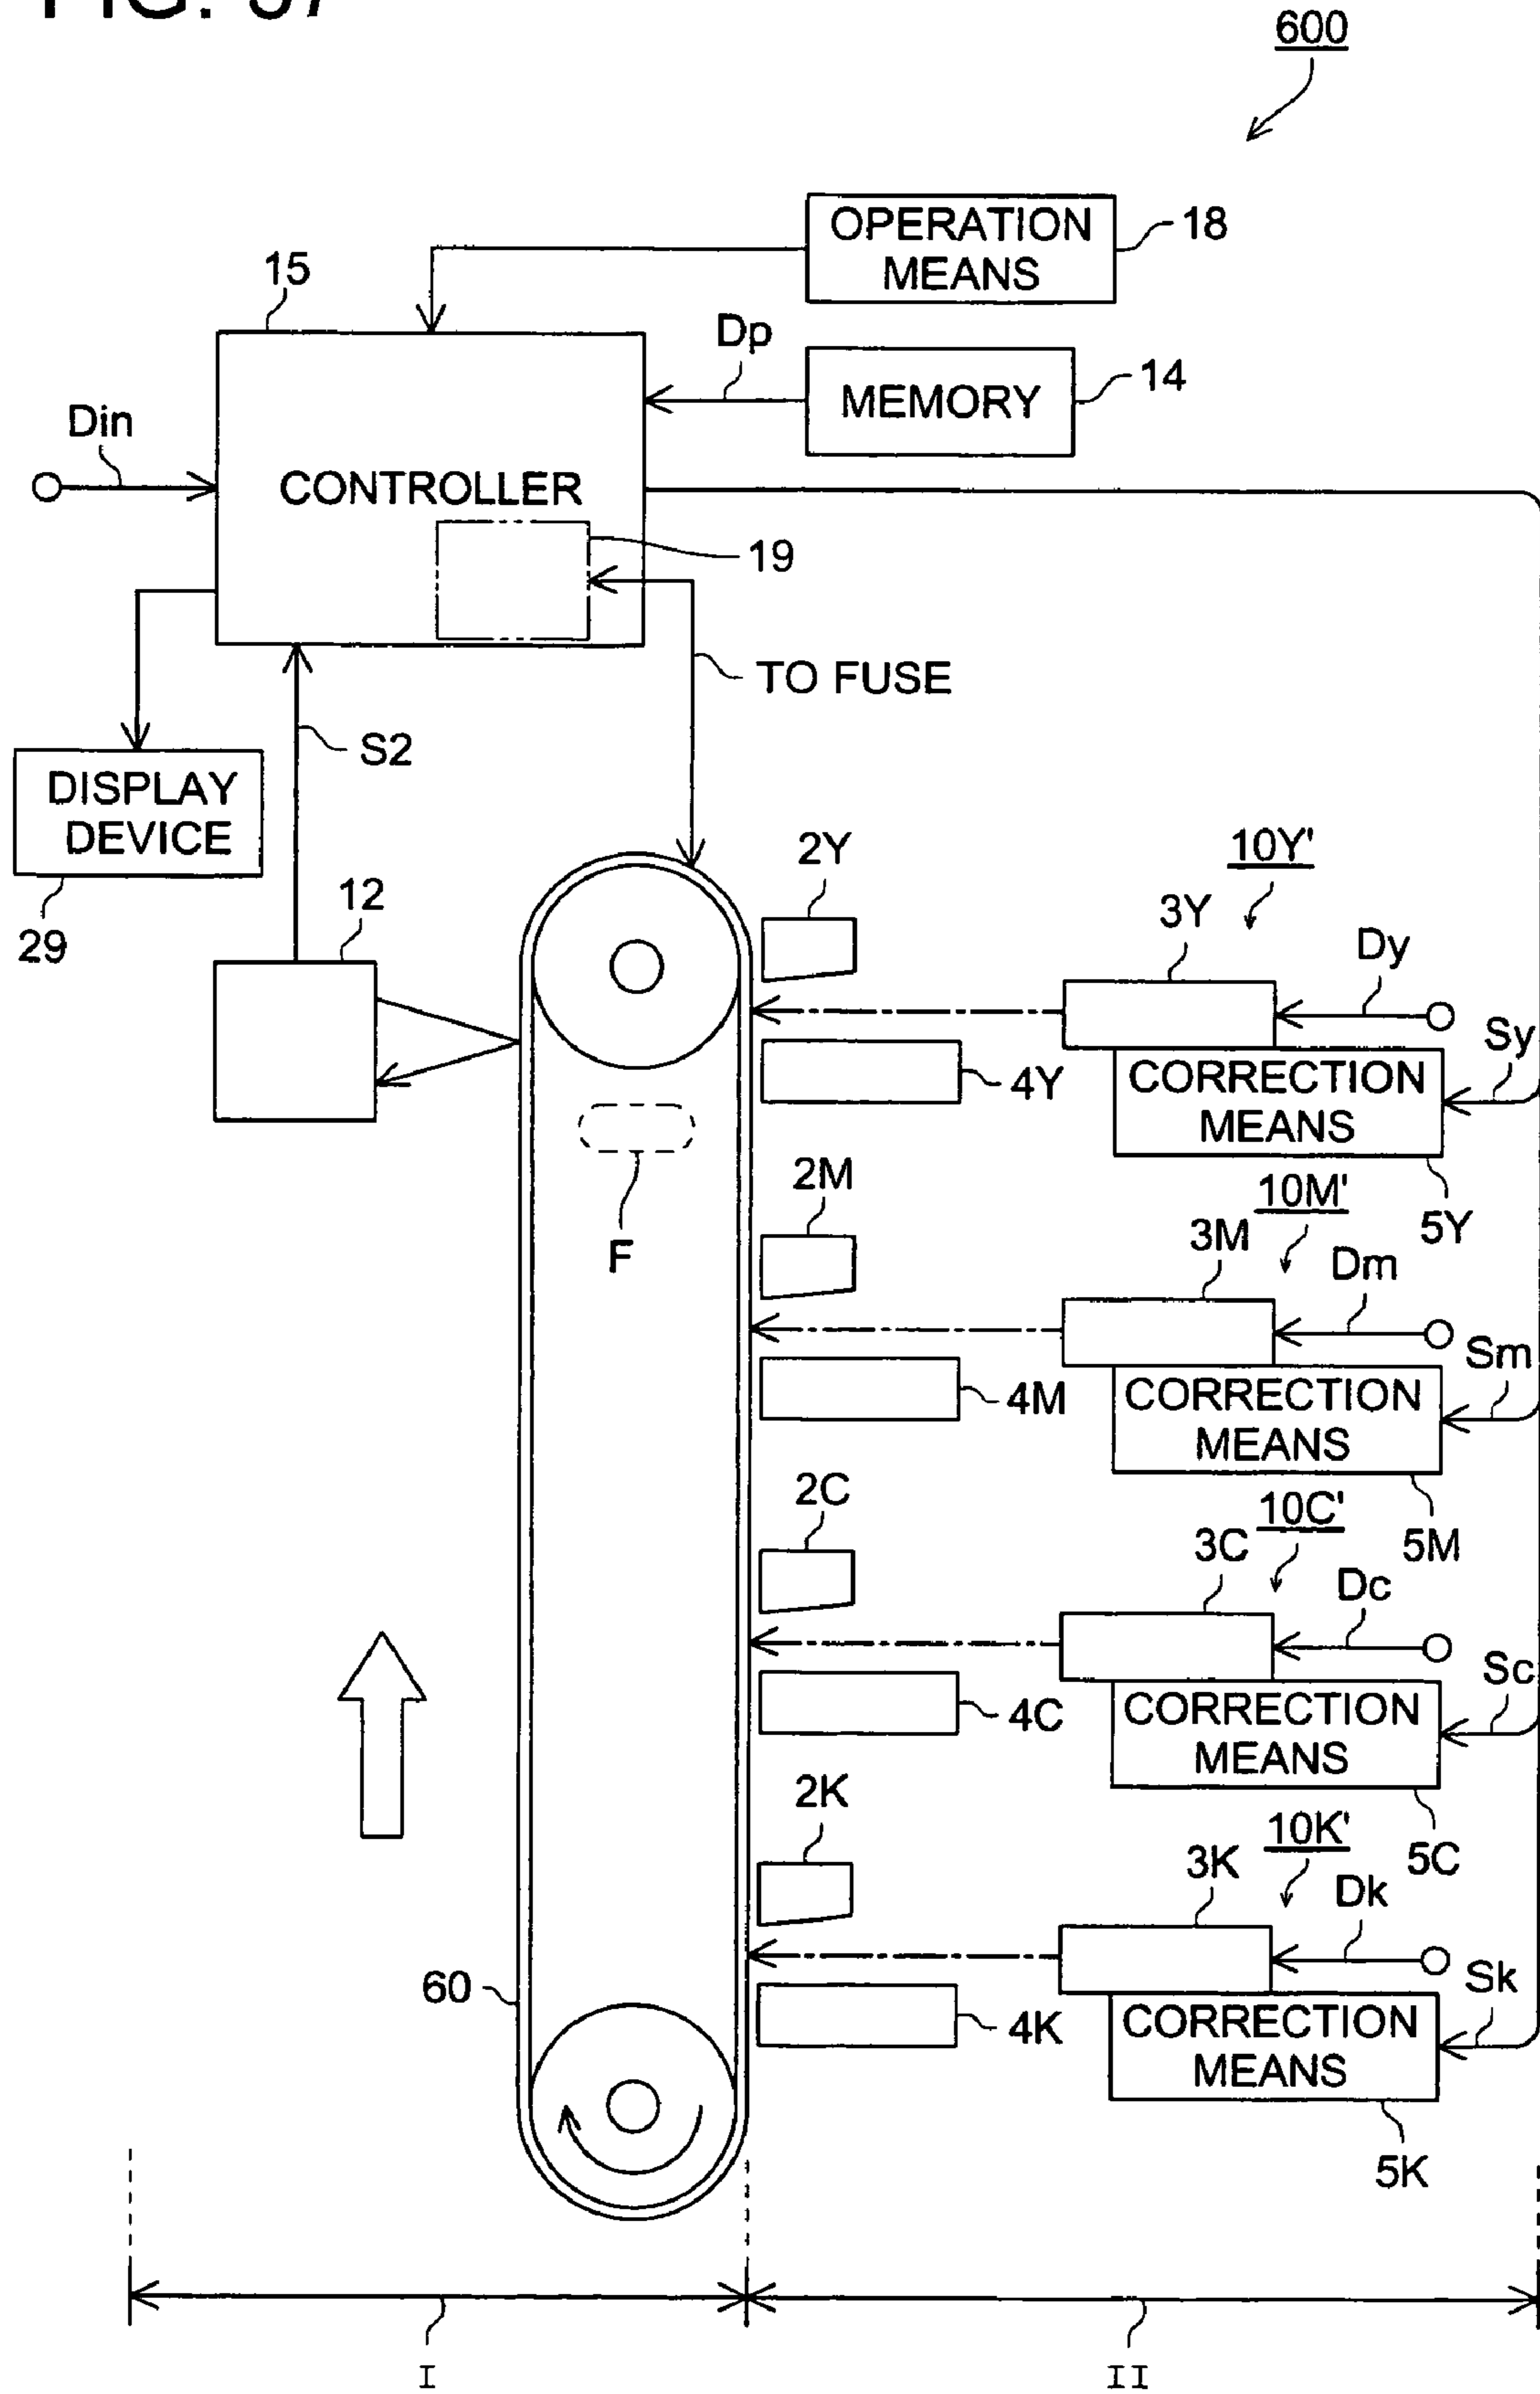 600
OPERATION
MEANS
18
15
Dp
MEMORY
14
Din
CONTROLLER
19
TO FUSE
S2
DISPLAY
DEVICE
29
12
2Y
10Y'
3Y
Dy
Sy
4Y
CORRECTION
MEANS
5Y
F
2M
10M'
3M
Dm
Sm
4M
CORRECTION
MEANS
5M
2C
10C'
3C
Dc
Sc
4C
CORRECTION
MEANS
5C
2K
10K'
3K
Dk
Sk
60
4K
CORRECTION
MEANS
5K
I
II